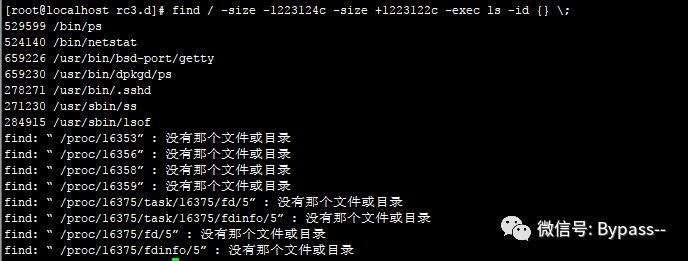 [root@localhost rc3.d]# find / -size -1223124c -size +1223122c -exec ls -id {} \;
529599 /bin/ps
524140 /bin/netstat
659226 /usr/bin/bsd-port/getty
659230 /usr/bin/dpkgd/ps
278271 /usr/bin/.sshd
271230 /usr/sbin/ss
284915 /usr/sbin/lsof
find: “ /proc/16353” : 没有那个文件或目录
find: “ /proc/16356” : 没有那个文件或目录
find: “ /proc/16358” : 没有那个文件或目录
find: “ /proc/16359” : 没有那个文件或目录
find: “ /proc/16375/task/16375/fd/5” : 没有那个文件或目录
find: “ /proc/16375/task/16375/fdinfo/5” : 没有那个文件或目录
find: “ /proc/16375/fd/5” : 没有那个文件或目录
find: “ /proc/16375/fdinfo/5” : 没有那个文件或目录
微信号: Bypass--